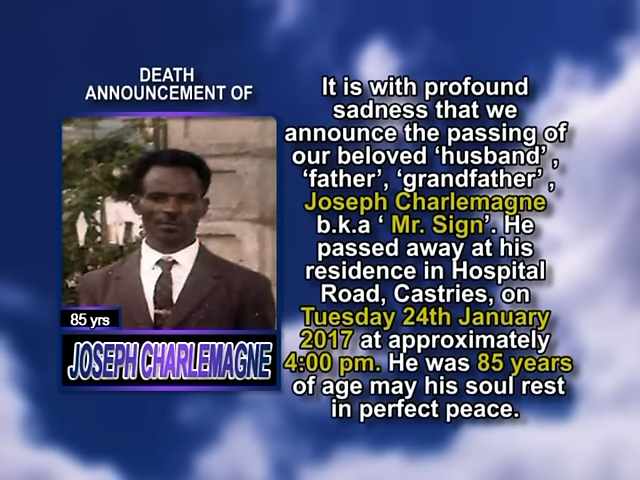 DEATH
ANNOUNCEMENT OF
85 yrs
JOSEPH CHARLEMAGNE
It is with profound
sadness that we
announce the passing of
our beloved ‘husband’ ,
‘father’, ‘grandfather’ ,
Joseph Charlemagne
b.k.a ‘ Mr. Sign’. He
passed away at his
residence in Hospital
Road, Castries, on
Tuesday 24th January
2017 at approximately
4:00 pm. He was 85 years
of age may his soul rest
in perfect peace.